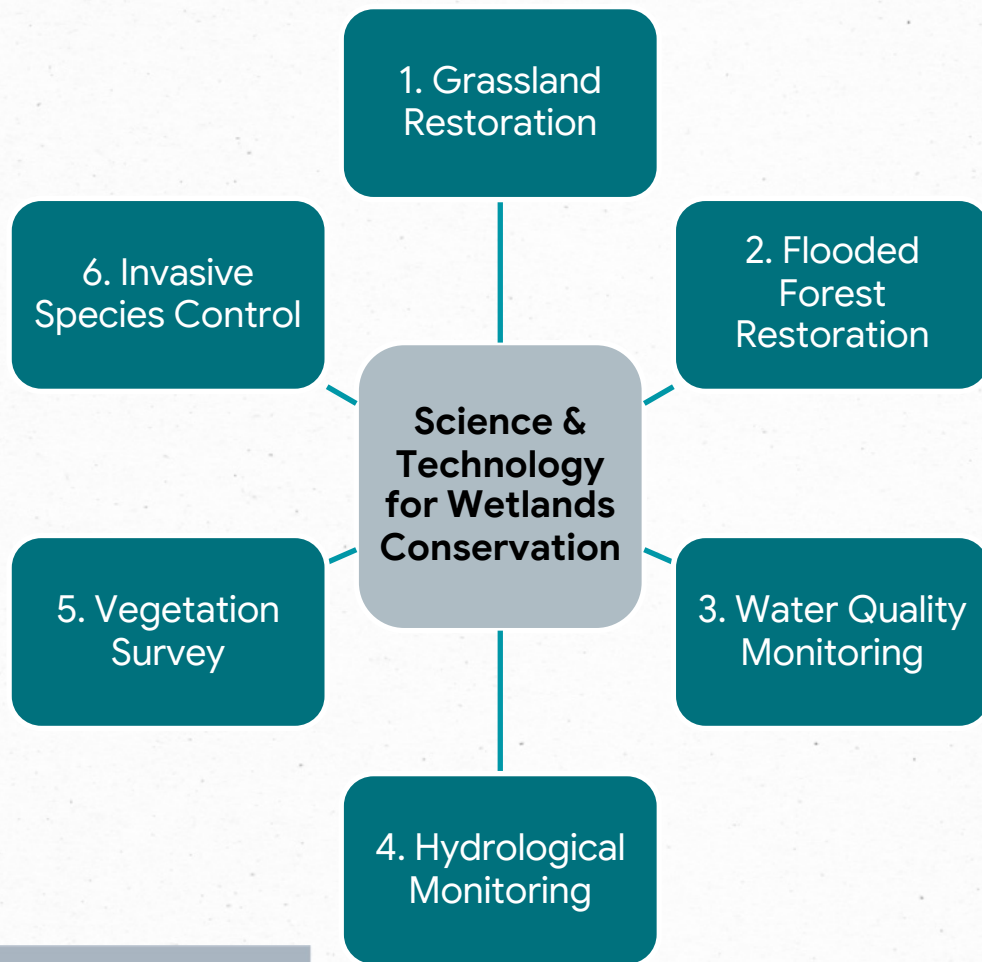 1. Grassland
Restoration
2. Flooded
Forest
Restoration
3. Water Quality
Monitoring
4. Hydrological
Monitoring
5. Vegetation
Survey
6. Invasive
Species Control
Science &
Technology
for Wetlands
Conservation